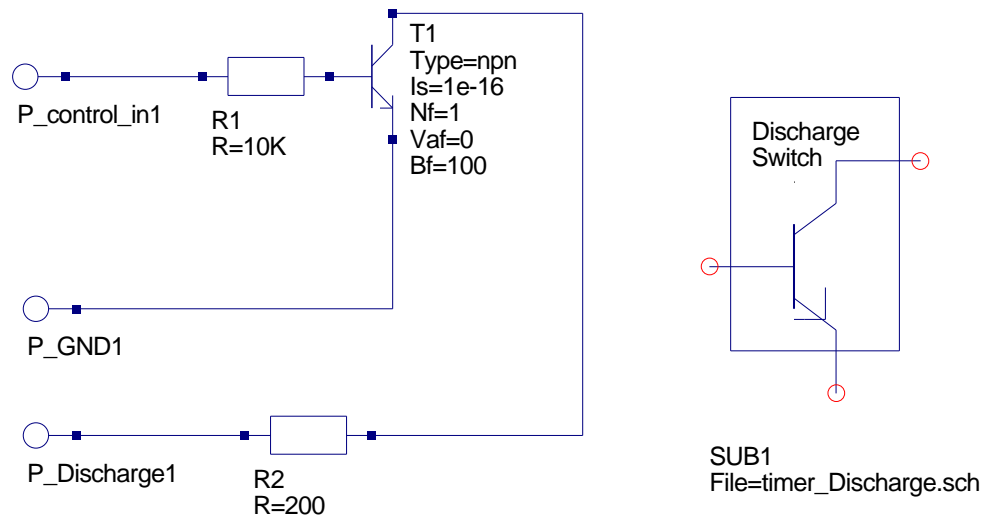 P_control_in1
R1
R=10K
T1
Type=npn
Is=1e-16
Nf=1
Vaf=0
Bf=100
P_GND1
P_Discharge1
R2
R=200
Discharge
Switch
SUB1
File=timer_Discharge.sch